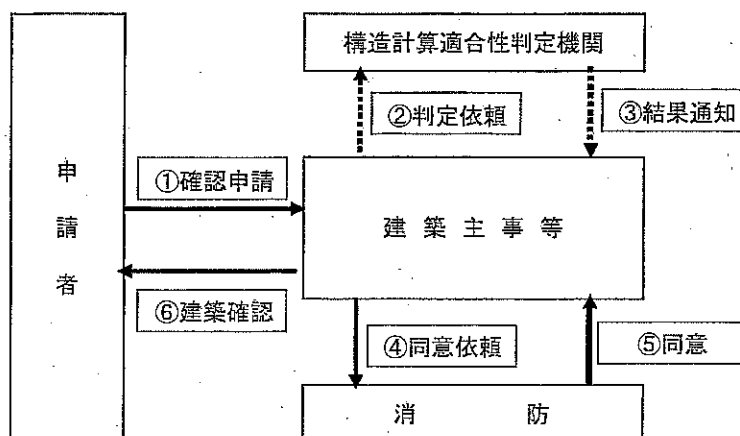 構造計算適合性判定機関
②判定依頼
③結果通知
申請者
①確認申請
建築主事等
⑥建築確認
④同意依頼
⑤同意
消防